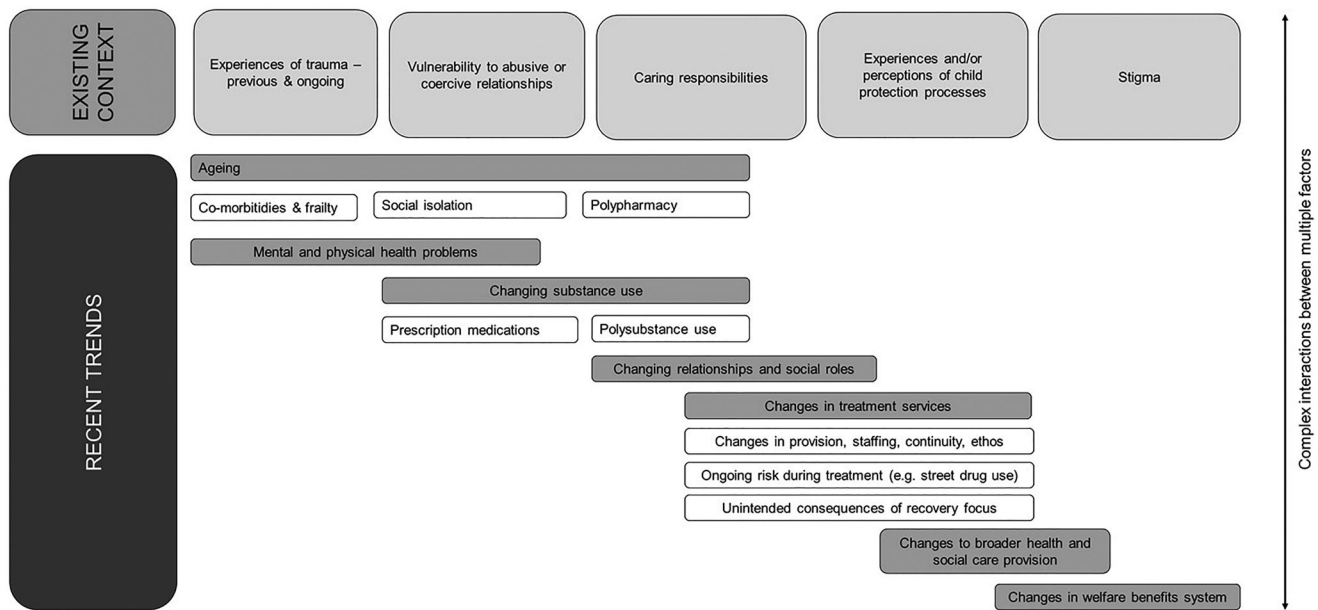 EXISTING
CONTEXT
Experiences of trauma –
previous & ongoing
Vulnerability to abusive or
coercive relationships
Caring responsibilities
Experiences and/or
perceptions of child
protection processes
Stigma
RECENT TRENDS
Ageing
Co-morbitidies & frailty
Social isolation
Polypharmacy
Mental and physical health problems
Changing substance use
Prescription medications
Polysubstance use
Changing relationships and social roles
Changes in treatment services
Changes in provision, staffing, continuity, ethos
Ongoing risk during treatment (e.g. street drug use)
Unintended consequences of recovery focus
Changes to broader health and
social care provision
Changes in welfare benefits system
Complex interactions between multiple factors